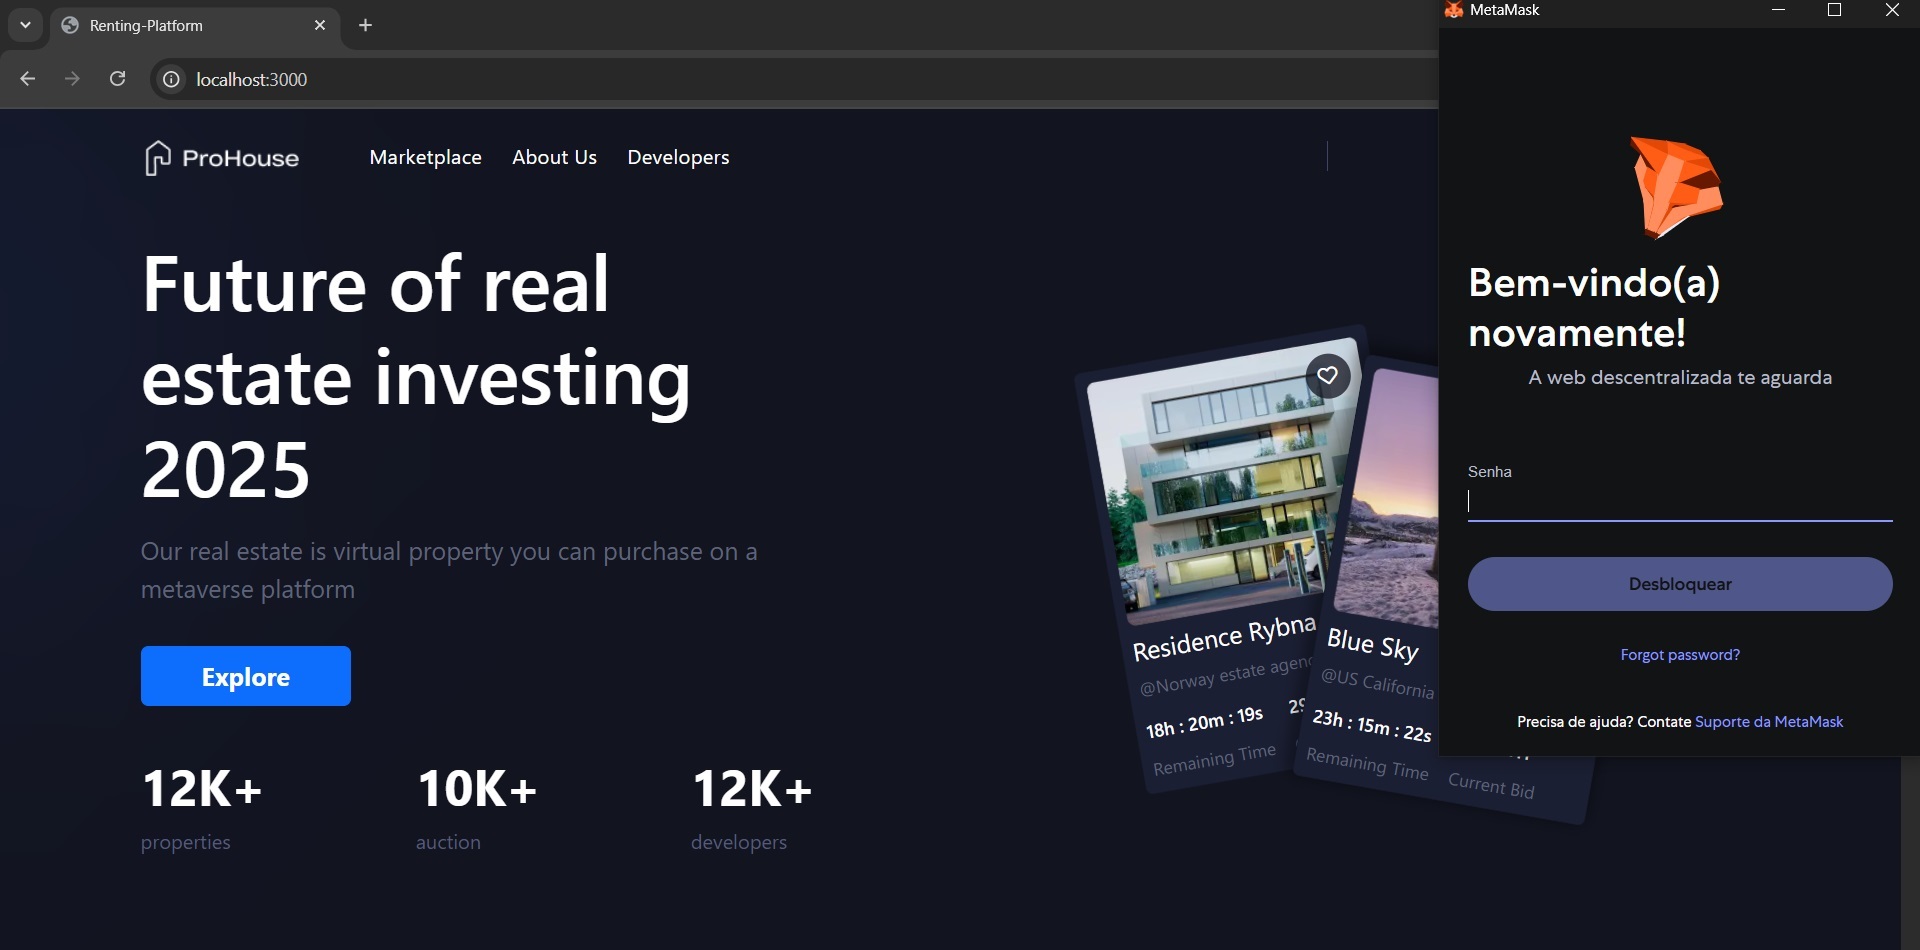 Renting-Platform
localhost:3000
ProHouse
Marketplace
About Us
Developers
Future of real
estate investing
2025
Our real estate is virtual property you can purchase on a
metaverse platform
Explore
12K+
properties
10K+
auction
12K+
developers
Residence Rybna
@Norway estate agen
18h : 20m : 19s
Remaining Time
Blue Sky
@US California
23h : 15m : 22s
Remaining Time
Current Bid
MetaMask
Bem-vindo(a)
novamente!
A web descentralizada te aguarda
Senha
Desbloquear
Forgot password?
Precisa de ajuda? Contate Suporte da MetaMask